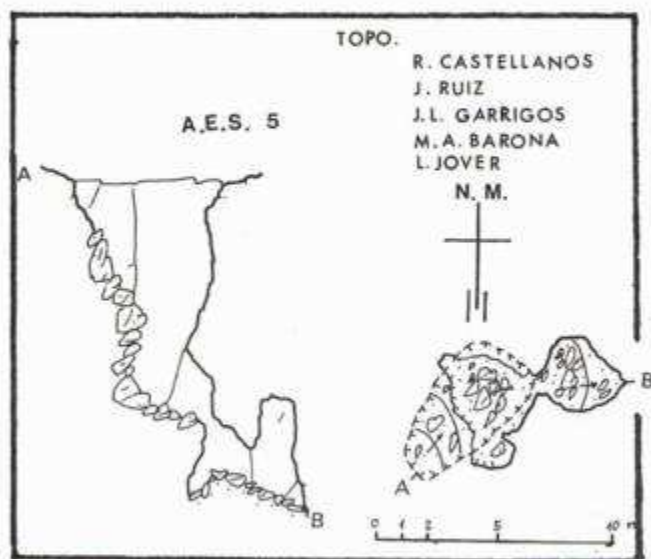 TOPO.
R. CASTELLANOS
J. RUIZ
A.E.S. 5
J.L. GARRIGOS
M.A. BARONA
L. JOVER
A
N. M.
B
A
B
0 1 2 5 10 m